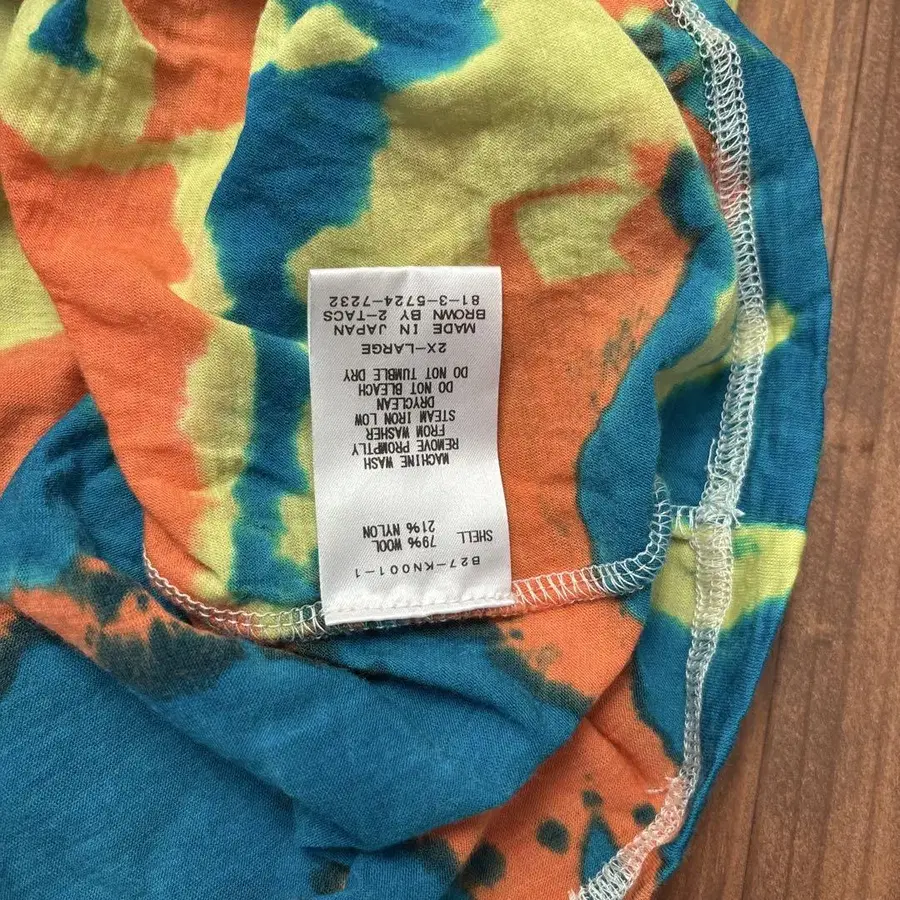 B27-KN001-1
SHELL
79% WOOL
21% NYLON
MACHINE WASH
REMOVE PROMPTLY
FROM WASHER
STEAM IRON LOW
DRYCLEAN
DO NOT BLEACH
DO NOT TUMBLE DRY
2X-LARGE
MADE IN JAPAN
BROWN BY 2-TACS
81-3-5724-7232